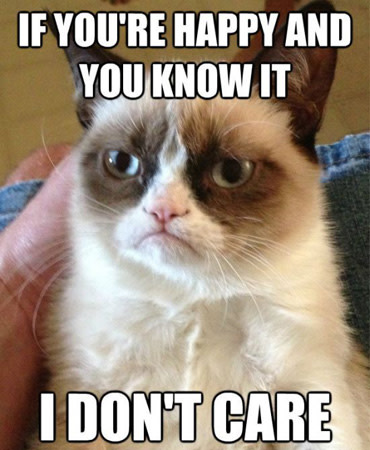 IF YOU'RE HAPPY AND
YOU KNOW IT
I DON'T CARE